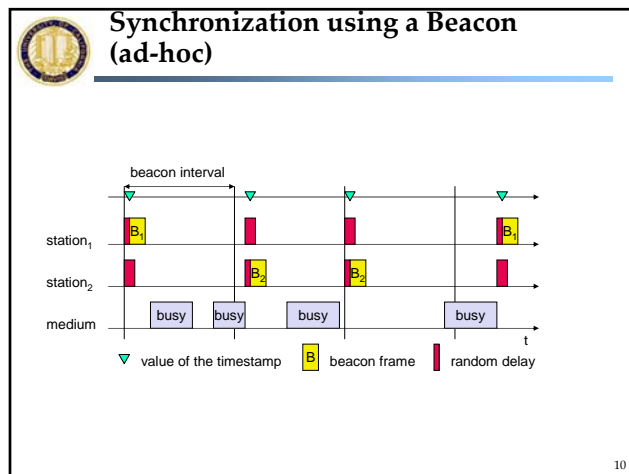 Synchronization using a Beacon
(ad-hoc)
beacon interval
station1
B1
B1
station2
B2
B2
medium
busy
busy
busy
busy
t
value of the timestamp
B
beacon frame
random delay
10